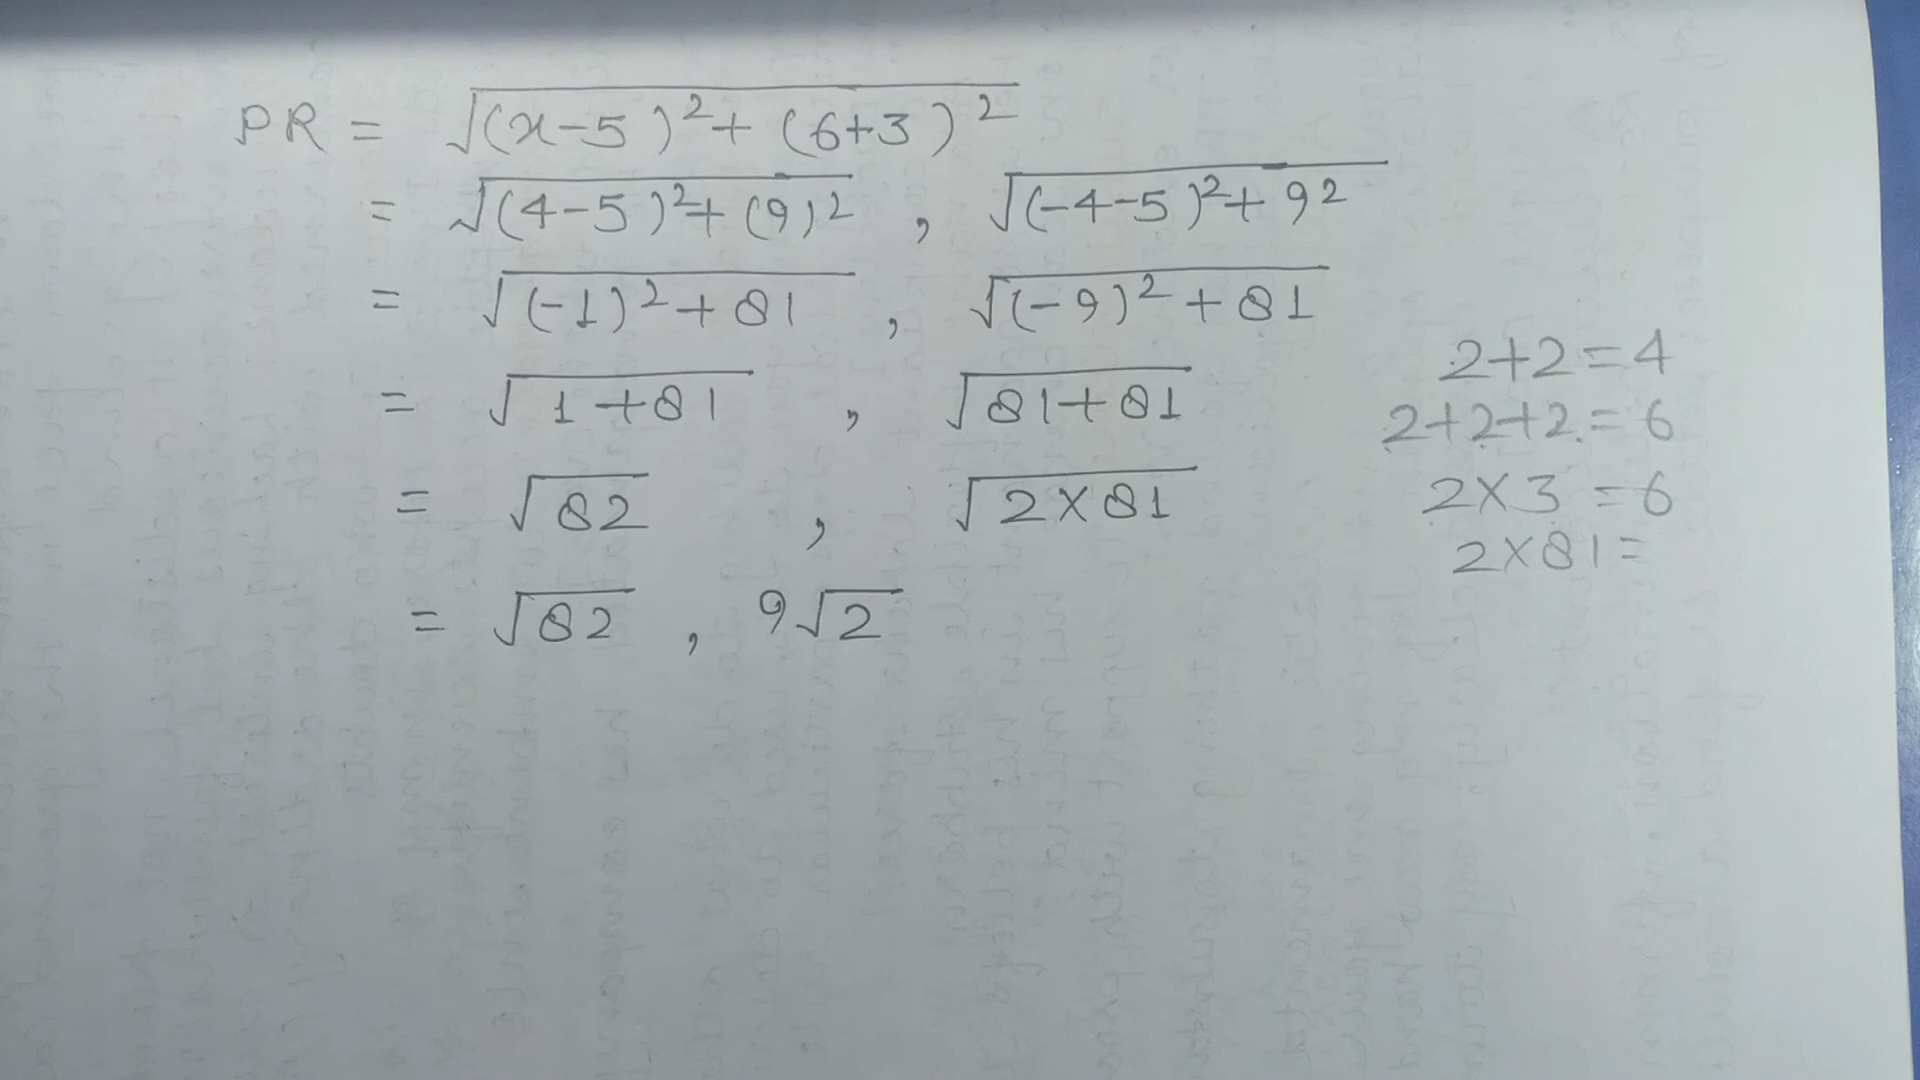 PR = √(x-5)²+(6+3)²
= √(4-5)²+(9)² , √(-4-5)²+9²
= √(-1)²+81 , √(-9)²+81
= √1+81 , √81+81
= √82 , √2×81
= √82 , 9√2
2+2=4
2+2+2=6
2×3=6
2×81=